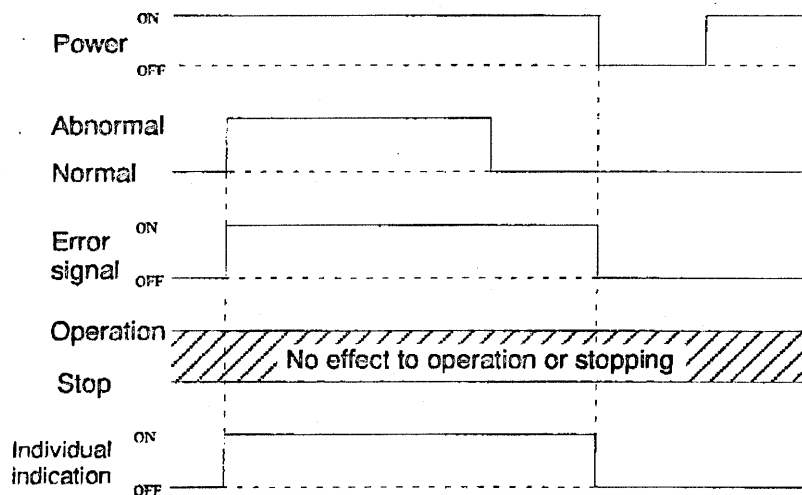 ON
Power
OFF
Abnormal
Normal
ON
Error
signal
OFF
Operation
No effect to operation or stopping
Stop
ON
Individual
indication
OFF